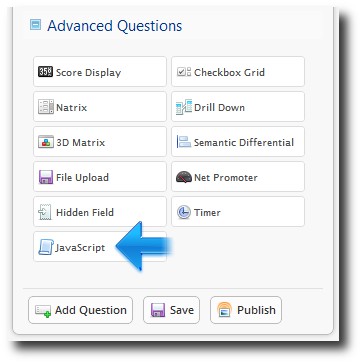 Advanced Questions
350 Score Display
Checkbox Grid
Natrix
Drill Down
3D Matrix
Semantic Differential
File Upload
Net Promoter
Hidden Field
Timer
JavaScript
Add Question
Save
Publish